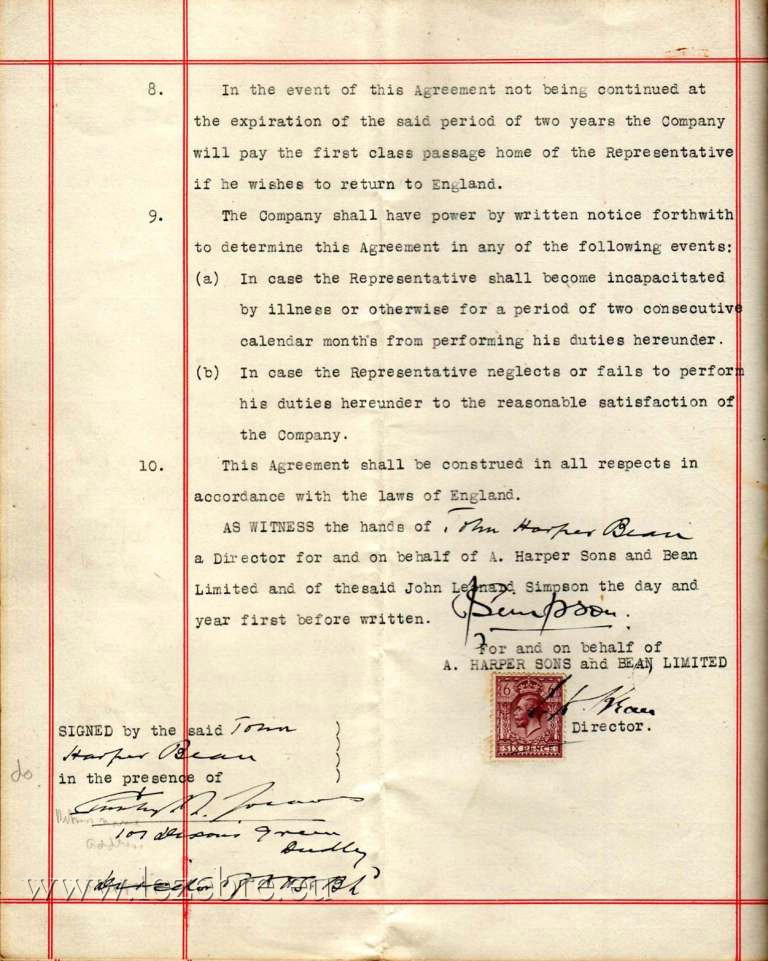 8. In the event of this Agreement not being continued at
the expiration of the said period of two years the Company
will pay the first class passage home of the Representative
if he wishes to return to England.
9. The Company shall have power by written notice forthwith
to determine this Agreement in any of the following events:
(a) In case the Representative shall become incapacitated
by illness or otherwise for a period of two consecutive
calendar months from performing his duties hereunder.
(b) In case the Representative neglects or fails to perform
his duties hereunder to the reasonable satisfaction of
the Company.
10. This Agreement shall be construed in all respects in
accordance with the laws of England.
AS WITNESS the hands of John Harper Bean
a Director for and on behalf of A. Harper Sons and Bean
Limited and of thesaid John Leonard Simpson the day and
year first before written.
JSimpson.
For and on behalf of
A. HARPER SONS and BEAN LIMITED
6 6
SIX PENCE
Bean
Director.
SIGNED by the said John
Harper Bean
in the presence of
do.
address
107 Dixons Green
Dudley
www.lezebre.eu